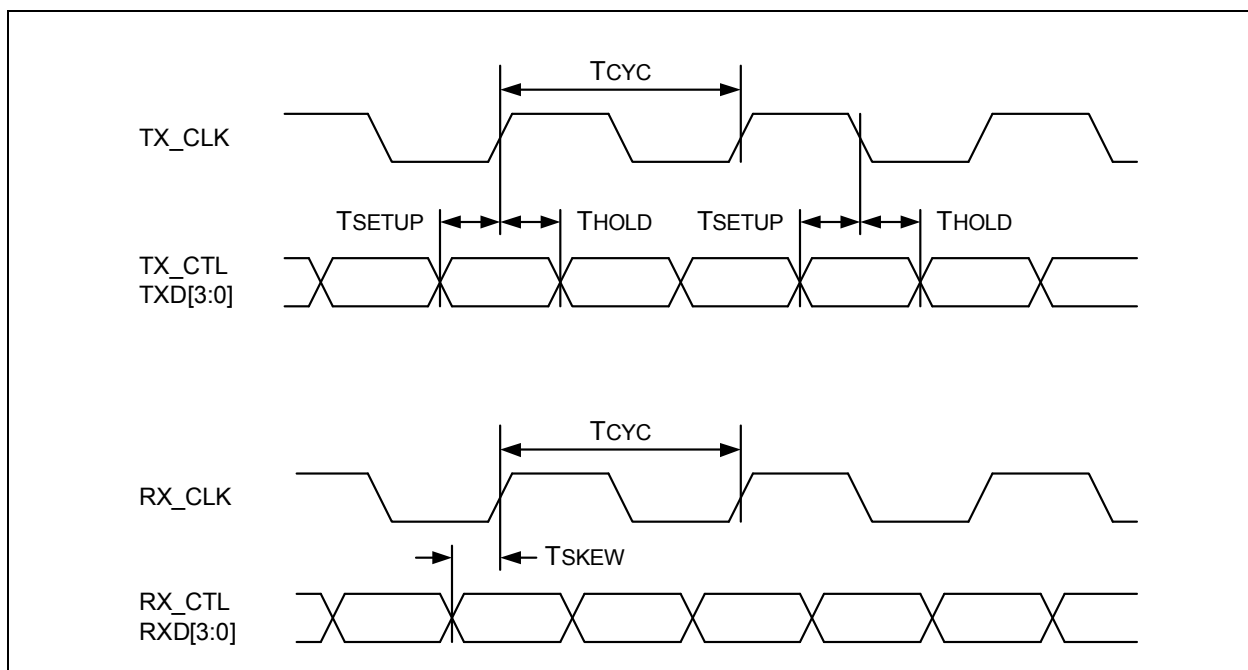 TCYC
TX_CLK
TSETUP THOLD TSETUP THOLD
TX_CTL
TXD[3:0]
TCYC
RX_CLK
TSKEW
RX_CTL
RXD[3:0]